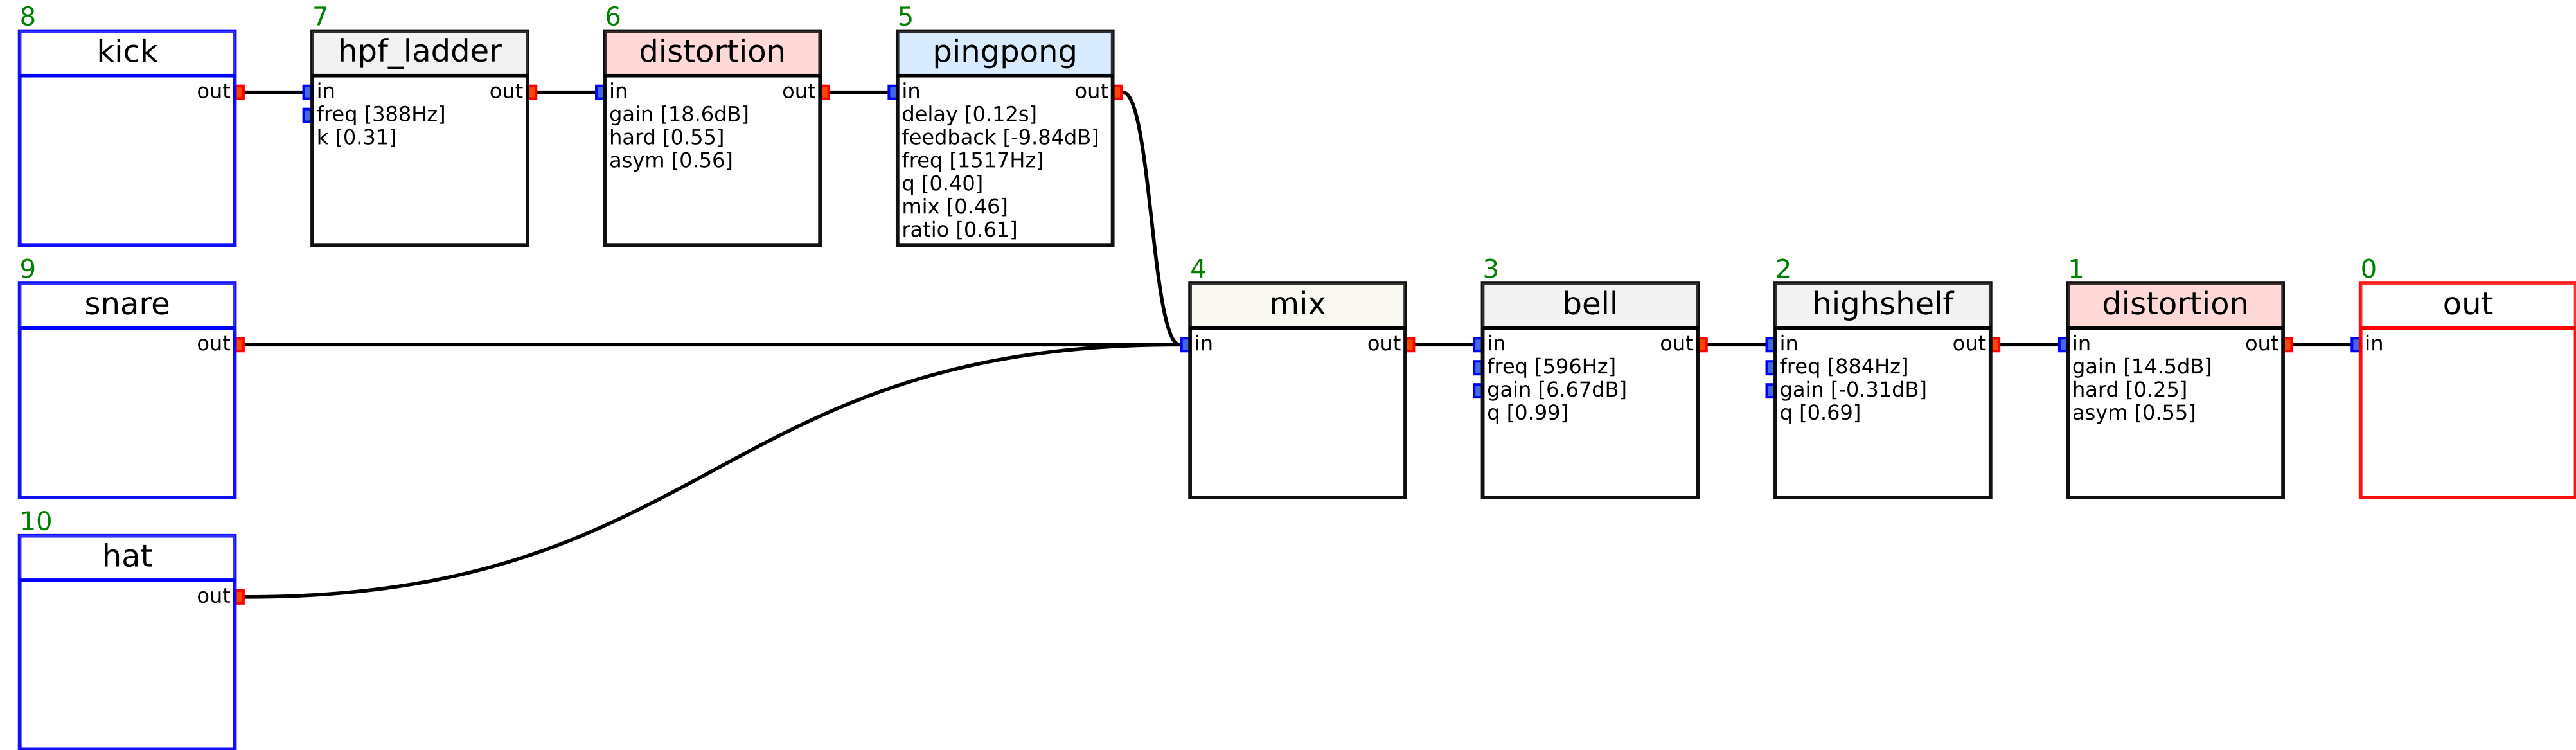 8
kick
out
7
hpf_ladder
in out
freq [388Hz]
k [0.31]
6
distortion
in out
gain [18.6dB]
hard [0.55]
asym [0.56]
5
pingpong
in out
delay [0.12s]
feedback [-9.84dB]
freq [1517Hz]
q [0.40]
mix [0.46]
ratio [0.61]
9
snare
out
4
mix
in out
3
bell
in out
freq [596Hz]
gain [6.67dB]
q [0.99]
2
highshelf
in out
freq [884Hz]
gain [-0.31dB]
q [0.69]
1
distortion
in out
gain [14.5dB]
hard [0.25]
asym [0.55]
0
out
in
10
hat
out